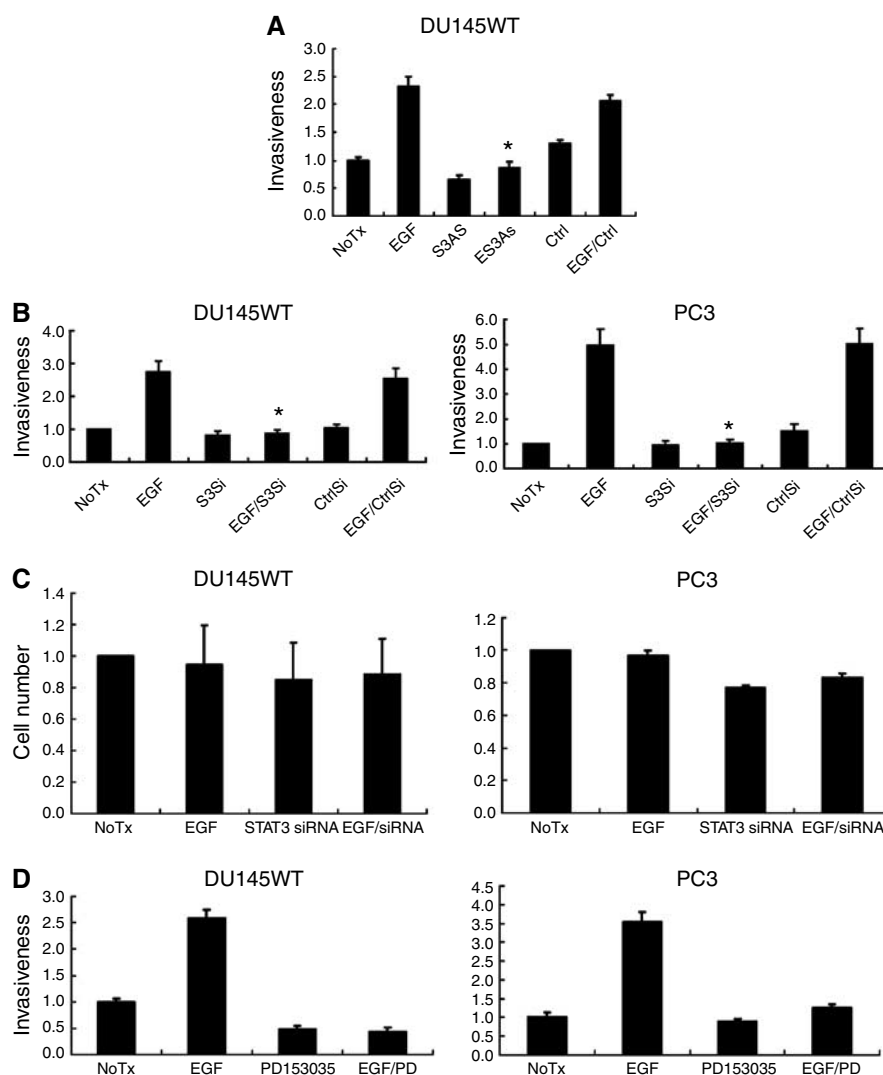 A
DU145WT
Invasiveness
3.0
2.5
2.0
1.5
1.0
0.5
0.0
*
NoTx
EGF
S3AS
ES3As
Ctrl
EGF/Ctrl
B
DU145WT
Invasiveness
4.0
3.0
2.0
1.0
0.0
*
NoTx
EGF
S3Si
EGF/S3Si
CtrlSi
EGF/CtrlSi
PC3
Invasiveness
6.0
5.0
4.0
3.0
2.0
1.0
0.0
*
NoTx
EGF
S3Si
EGF/S3Si
CtrlSi
EGF/CtrlSi
C
DU145WT
Cell number
1.4
1.2
1.0
0.8
0.6
0.4
0.2
0.0
NoTx
EGF
STAT3 siRNA
EGF/siRNA
PC3
1.2
1.0
0.8
0.6
0.4
0.2
0.0
NoTx
EGF
STAT3 siRNA
EGF/siRNA
D
DU145WT
Invasiveness
3.0
2.5
2.0
1.5
1.0
0.5
0.0
NoTx
EGF
PD153035
EGF/PD
PC3
4.5
4.0
3.5
3.0
2.5
2.0
1.5
1.0
0.5
0.0
NoTx
EGF
PD153035
EGF/PD